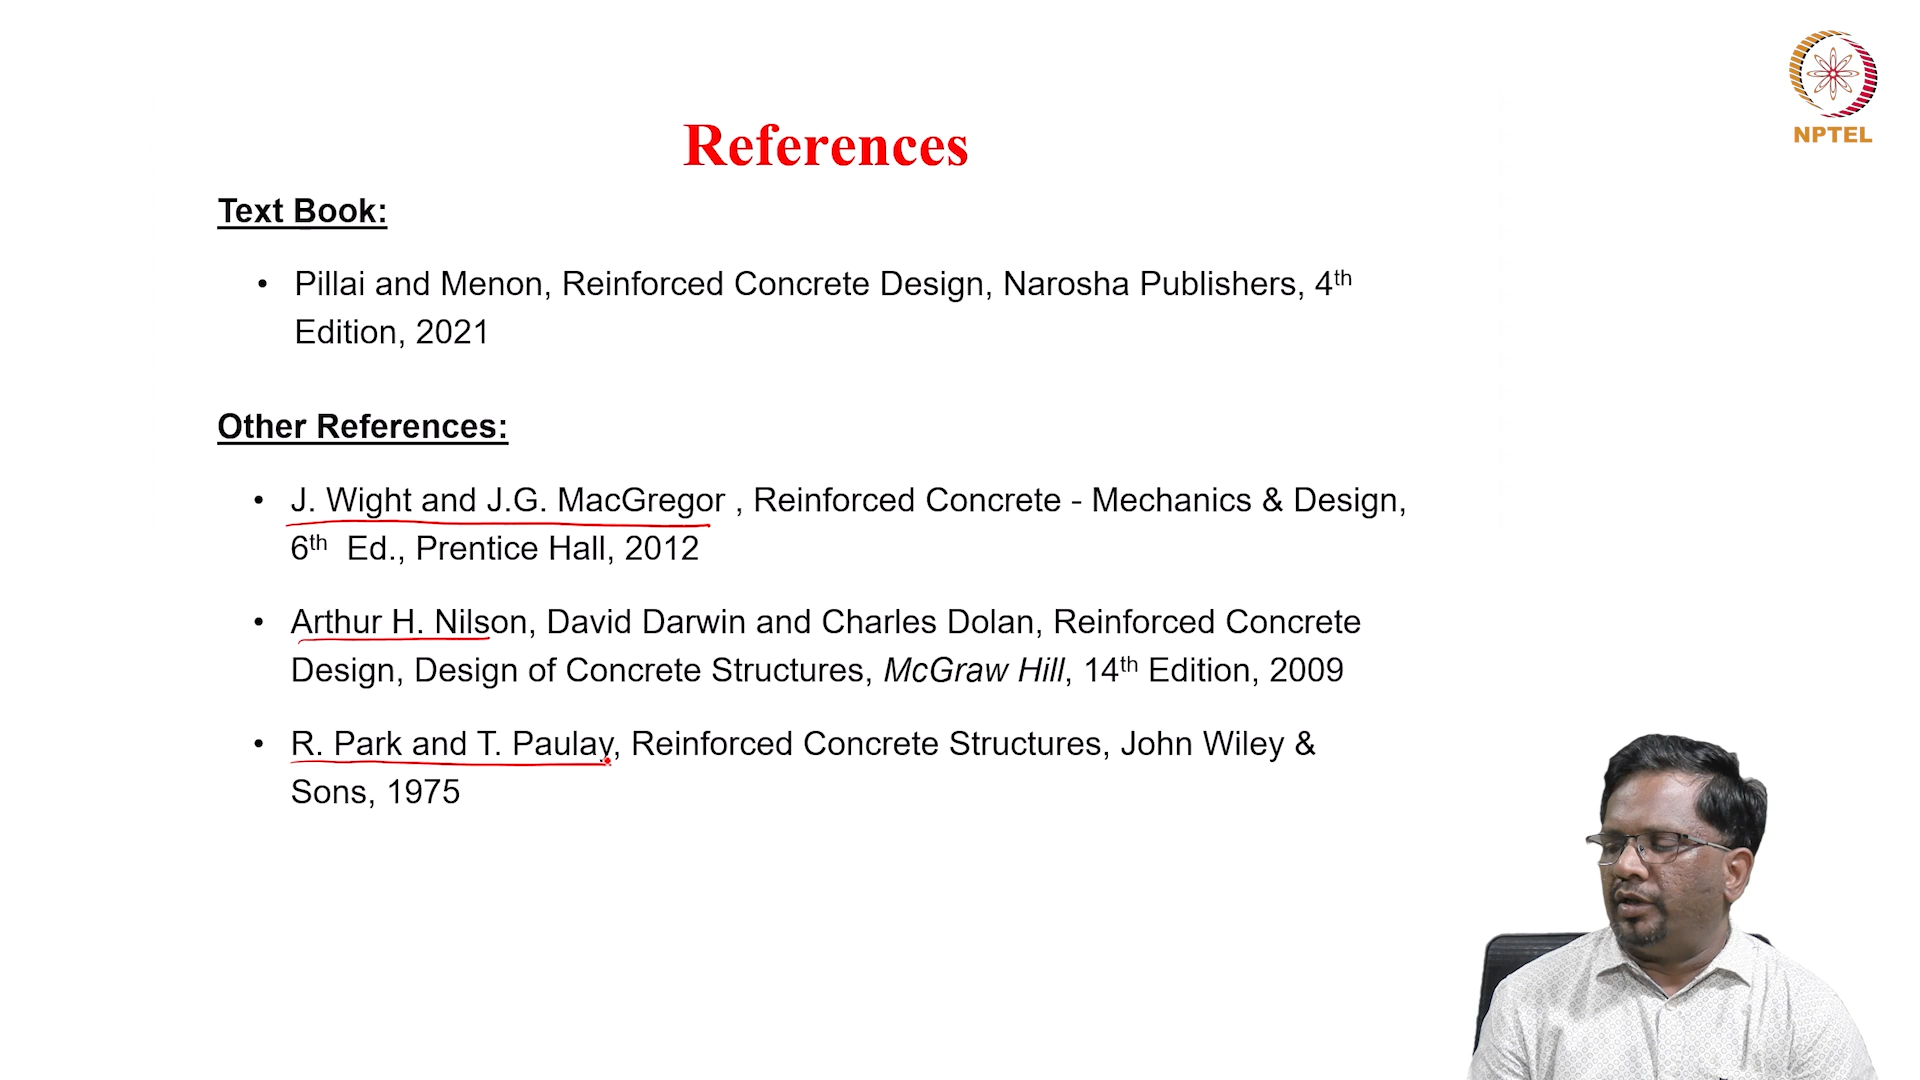 NPTEL
References
Text Book:
• Pillai and Menon, Reinforced Concrete Design, Narosha Publishers, 4th
Edition, 2021
Other References:
• J. Wight and J.G. MacGregor , Reinforced Concrete - Mechanics & Design,
6th Ed., Prentice Hall, 2012
• Arthur H. Nilson, David Darwin and Charles Dolan, Reinforced Concrete
Design, Design of Concrete Structures, McGraw Hill, 14th Edition, 2009
• R. Park and T. Paulay, Reinforced Concrete Structures, John Wiley &
Sons, 1975